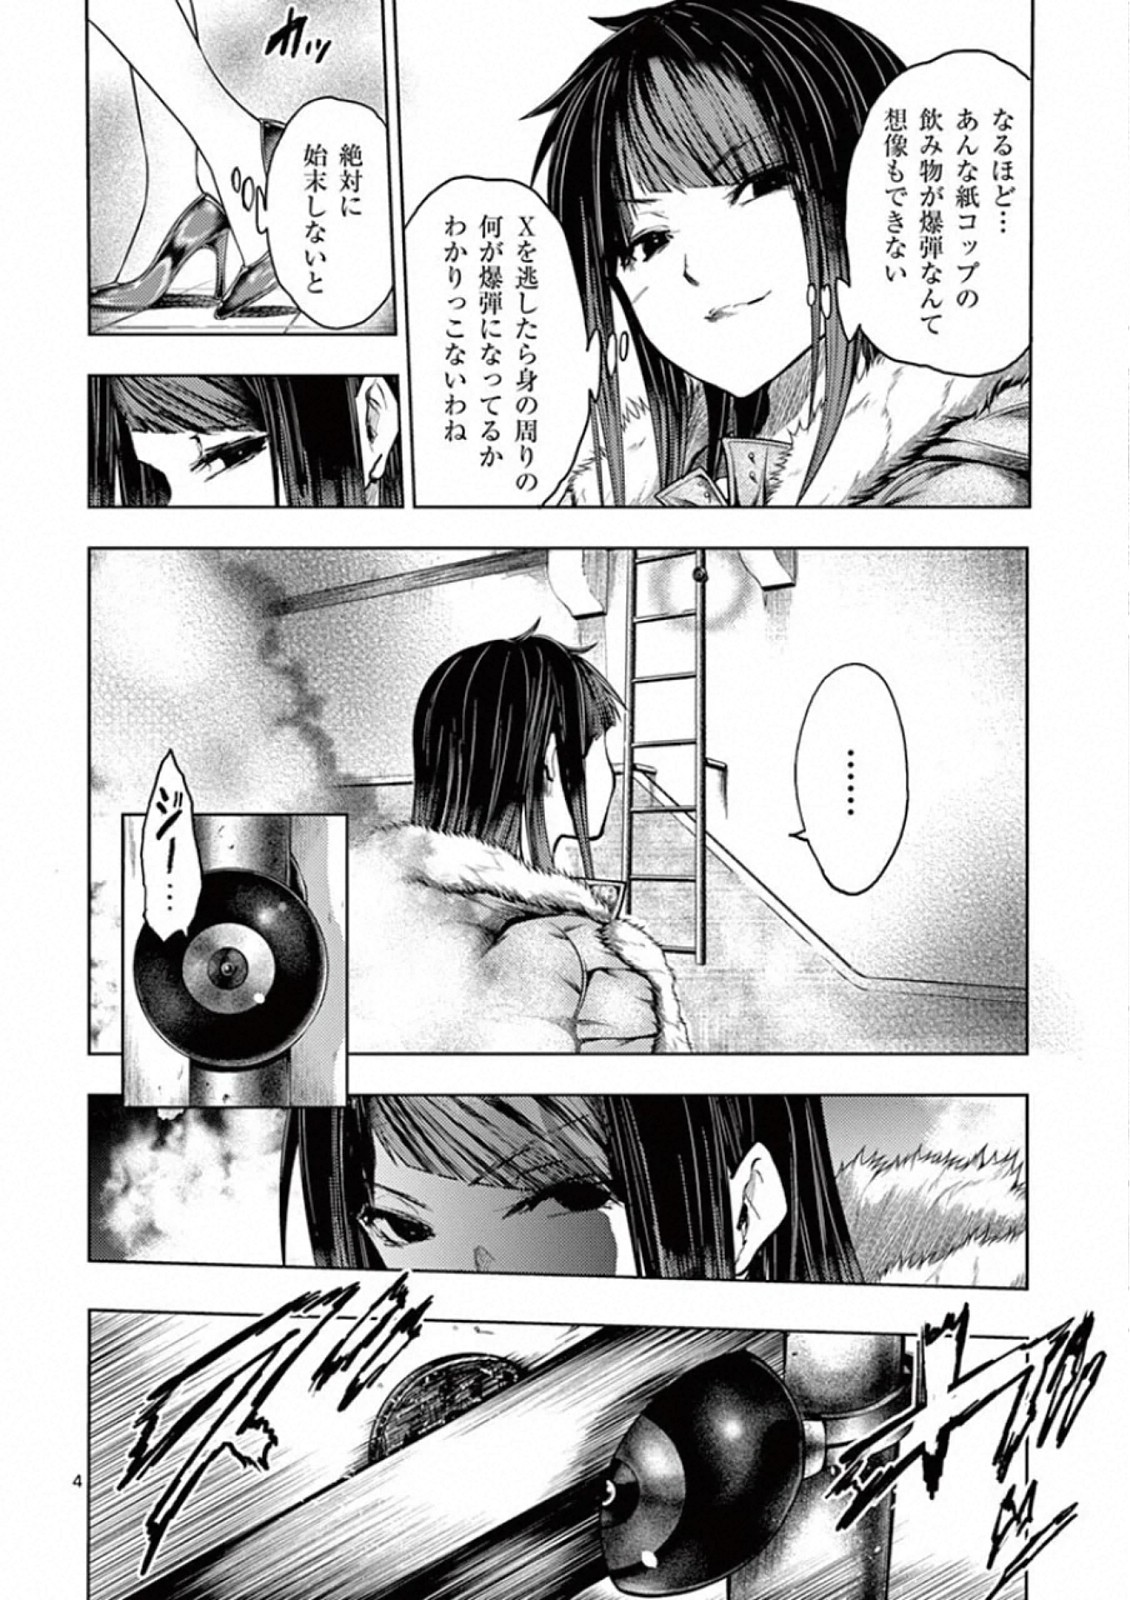 なるほど…
あんな紙コップの
飲み物が爆弾なんて
想像もできない
Xを逃したら身の周りの
何が爆弾になってるか
わかりっこないわね
カッ
絶対に
始末しないと
……
ジー…
4